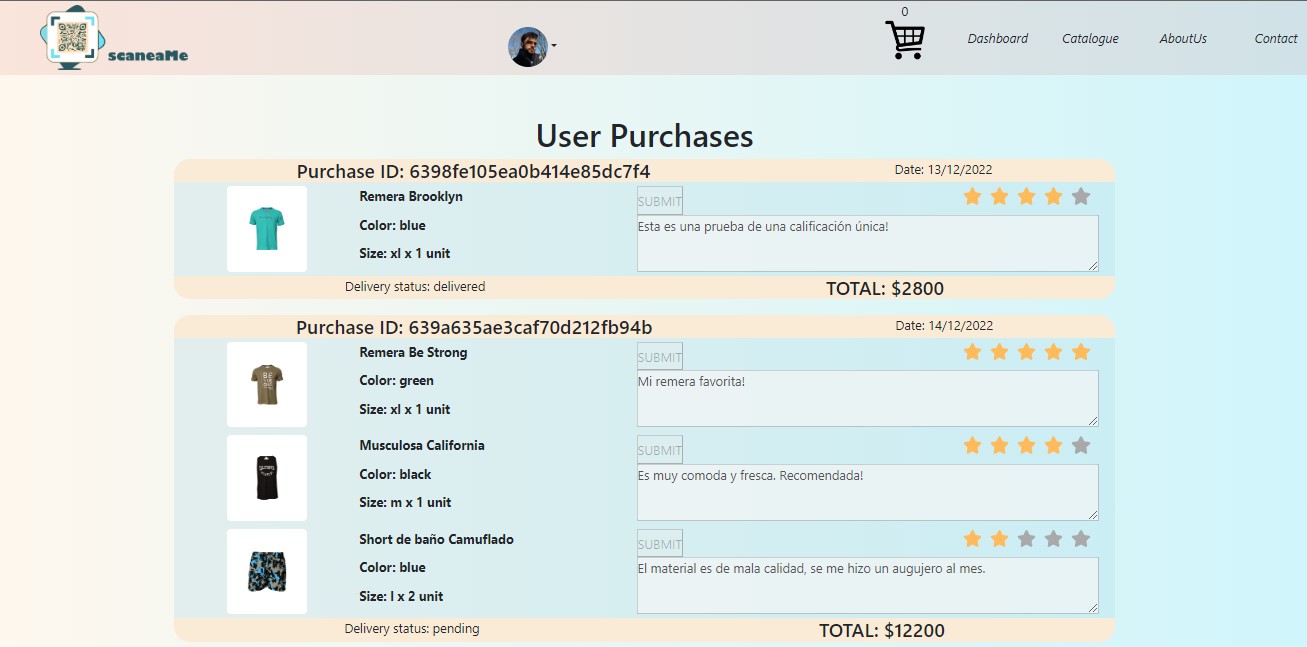 0
scaneaMe
Dashboard
Catalogue
AboutUs
Contact
User Purchases
Purchase ID: 6398fe105ea0b414e85dc7f4
Date: 13/12/2022
Remera Brooklyn
Color: blue
Size: xl x 1 unit
SUBMIT
Esta es una prueba de una calificación única!
Delivery status: delivered
TOTAL: $2800
Purchase ID: 639a635ae3caf70d212fb94b
Date: 14/12/2022
Remera Be Strong
Color: green
Size: xl x 1 unit
SUBMIT
Mi remera favorita!
Musculosa California
Color: black
Size: m x 1 unit
SUBMIT
Es muy comoda y fresca. Recomendada!
Short de baño Camuflado
Color: blue
Size: l x 2 unit
SUBMIT
El material es de mala calidad, se me hizo un augujero al mes.
Delivery status: pending
TOTAL: $12200